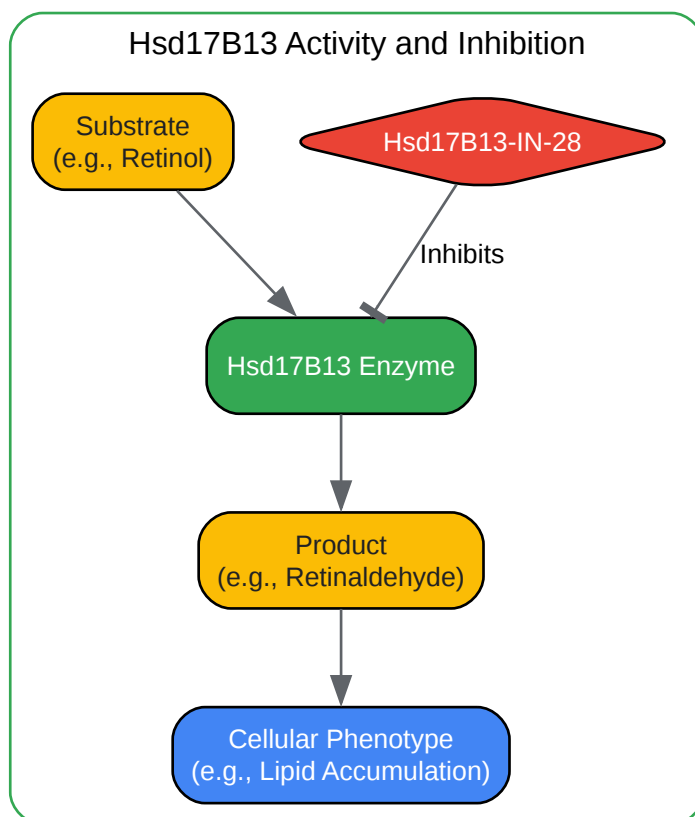 Hsd17B13 Activity and Inhibition
Substrate
(e.g., Retinol)
Hsd17B13-IN-28
Inhibits
Hsd17B13 Enzyme
Product
(e.g., Retinaldehyde)
Cellular Phenotype
(e.g., Lipid Accumulation)